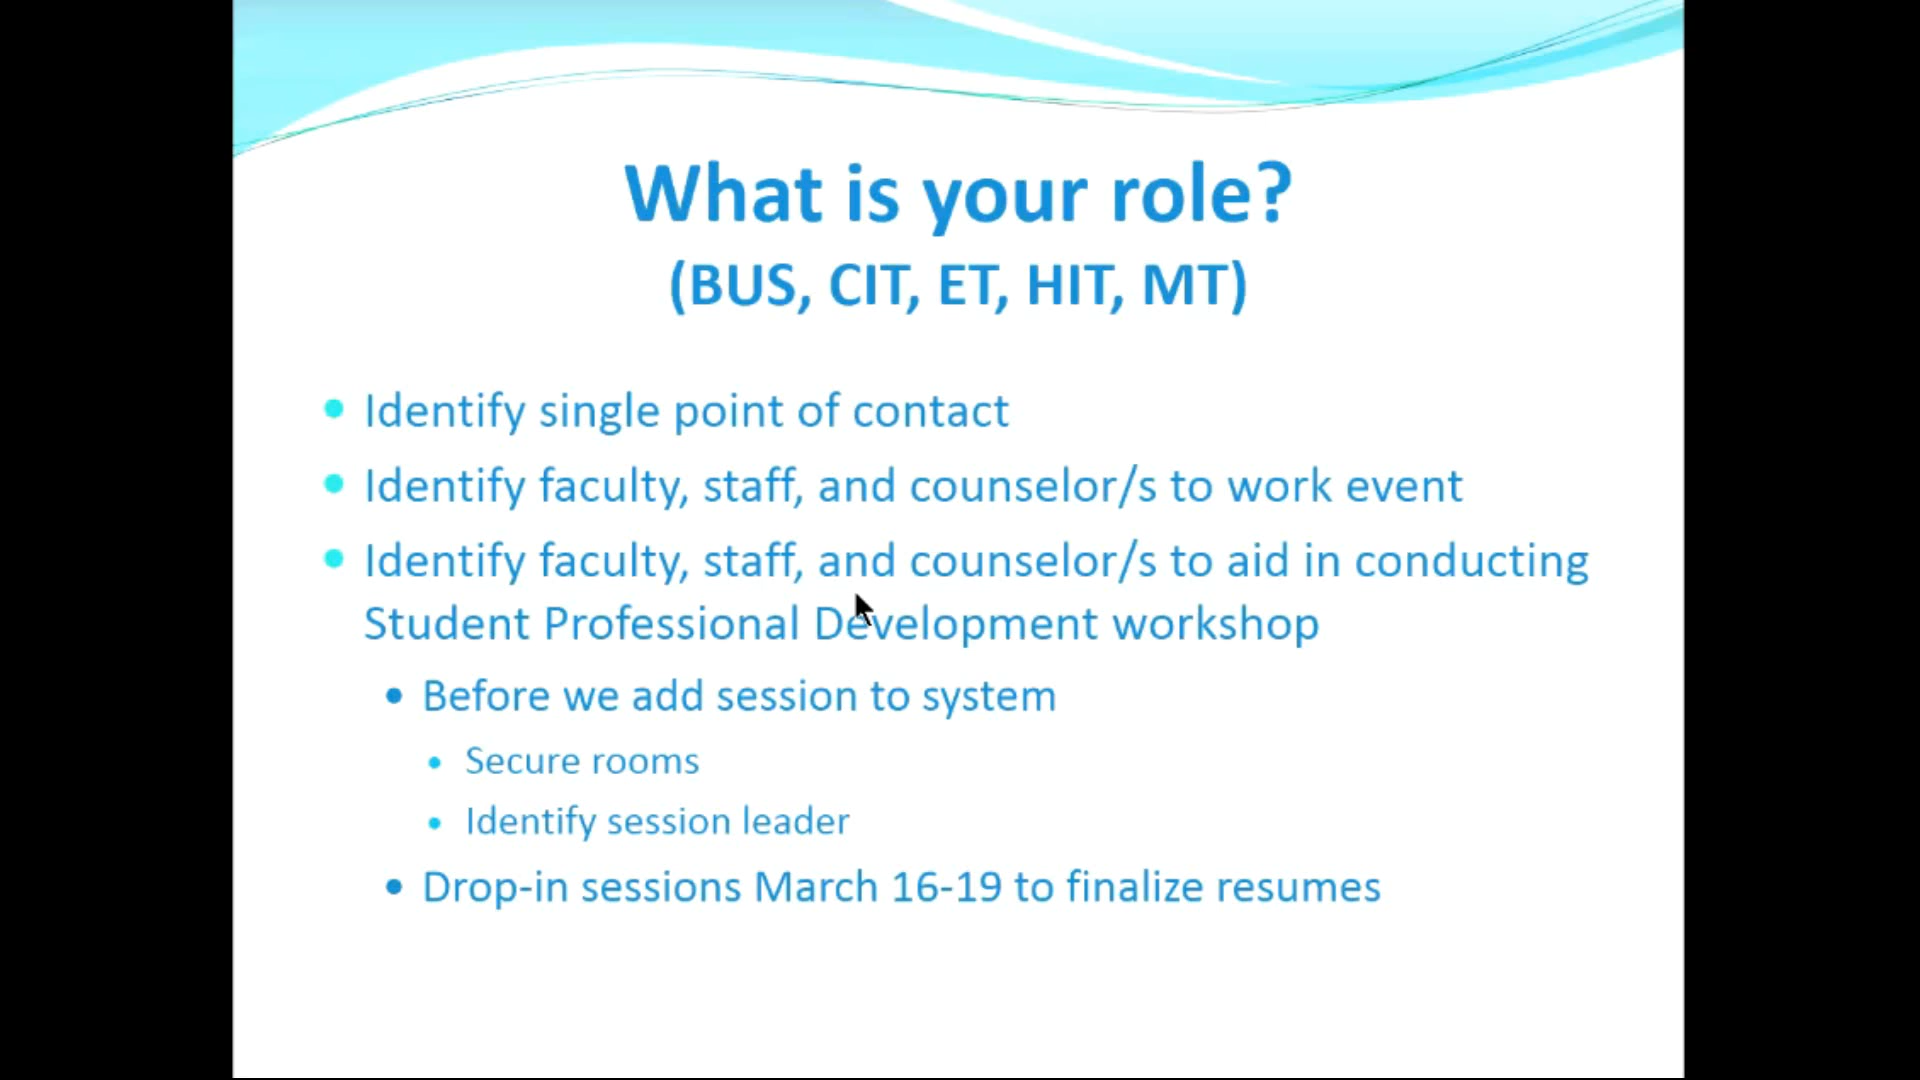 What is your role?
(BUS, CIT, ET, HIT, MT)
Identify single point of contact
Identify faculty, staff, and counselor/s to work event
Identify faculty, staff, and counselor/s to aid in conducting
Student Professional Development workshop
Before we add session to system
Secure rooms
Identify session leader
Drop-in sessions March 16-19 to finalize resumes